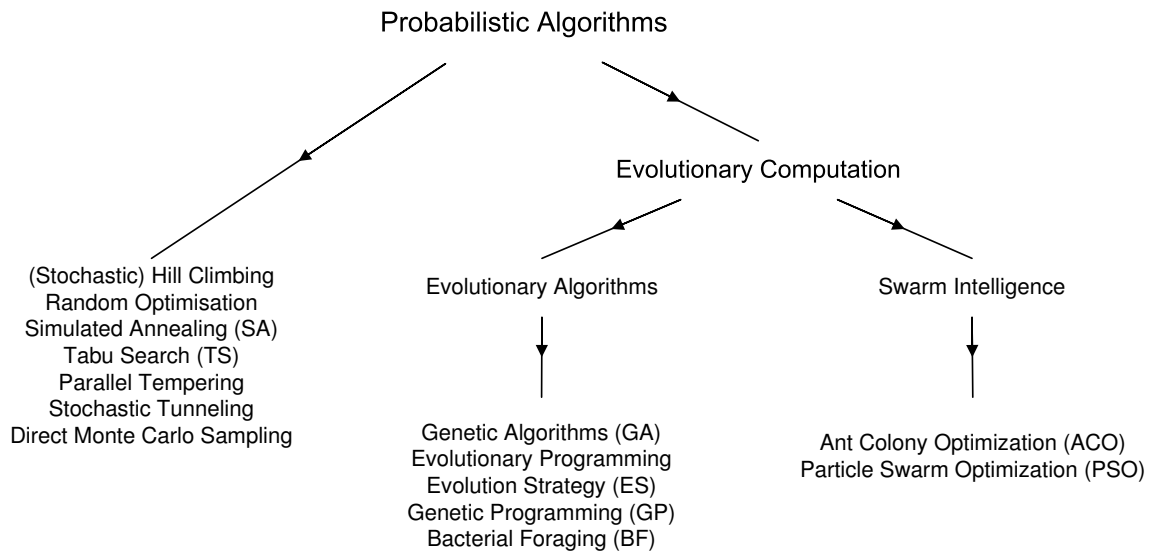 Probabilistic Algorithms
Evolutionary Computation
(Stochastic) Hill Climbing
Random Optimisation
Simulated Annealing (SA)
Tabu Search (TS)
Parallel Tempering
Stochastic Tunneling
Direct Monte Carlo Sampling
Evolutionary Algorithms
Genetic Algorithms (GA)
Evolutionary Programming
Evolution Strategy (ES)
Genetic Programming (GP)
Bacterial Foraging (BF)
Swarm Intelligence
Ant Colony Optimization (ACO)
Particle Swarm Optimization (PSO)